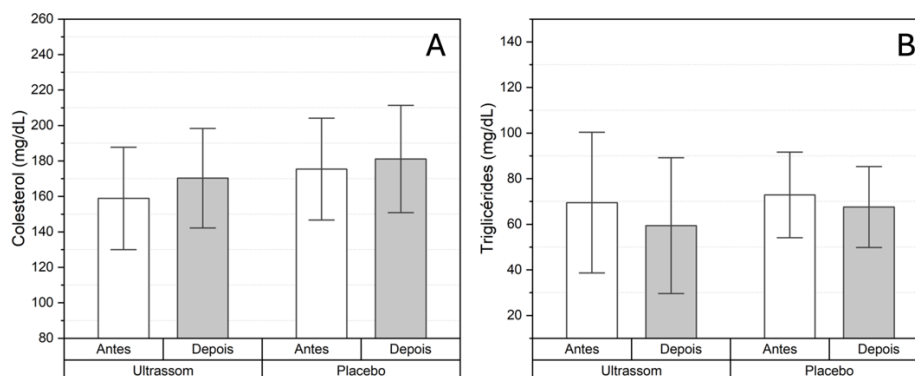 A
Colesterol (mg/dL)
260
240
220
200
180
160
140
120
100
80
Antes Depois Antes Depois
Ultrassom Placebo
B
Triglicérides (mg/dL)
140
120
100
80
60
40
20
Antes Depois Antes Depois
Ultrassom Placebo